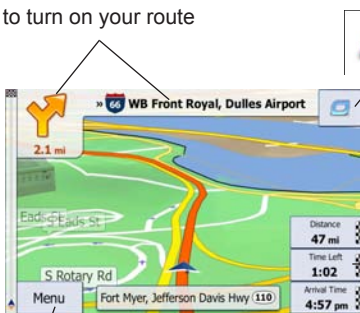 to turn on your route
» 66 WB Front Royal, Dulles Airport
2.1 mi
Eads St
Distance
47 mi
S Rotary Rd
Time Left
1:02
Menu
Fort Myer, Jefferson Davis Hwy 110
Arrival Time
4:57 pm